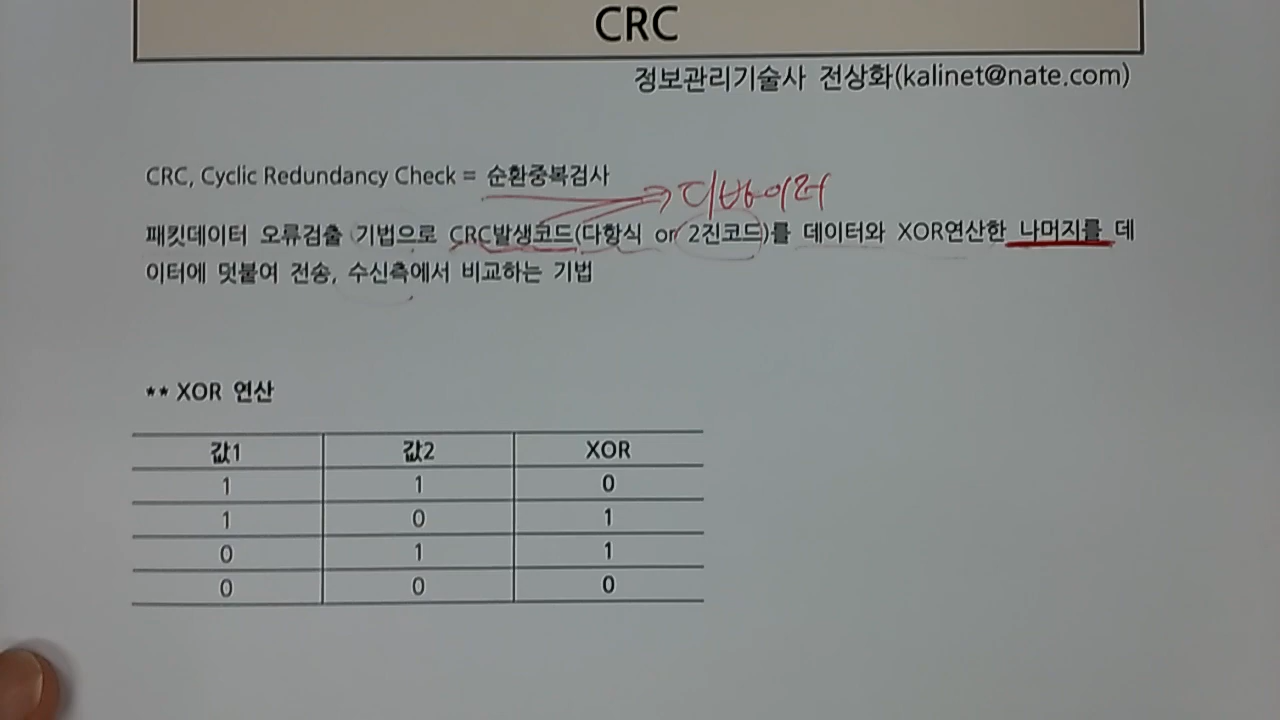 CRC
정보관리기술사 전상화(kalinet@nate.com)
CRC, Cyclic Redundancy Check = 순환중복검사
디바이더
패킷데이터 오류검출 기법으로 CRC발생코드(다항식 or 2진코드)를 데이터와 XOR연산한 나머지를 데
이터에 덧붙여 전송, 수신측에서 비교하는 기법
** XOR 연산
값1 값2 XOR
1 1 0
1 0 1
0 1 1
0 0 0